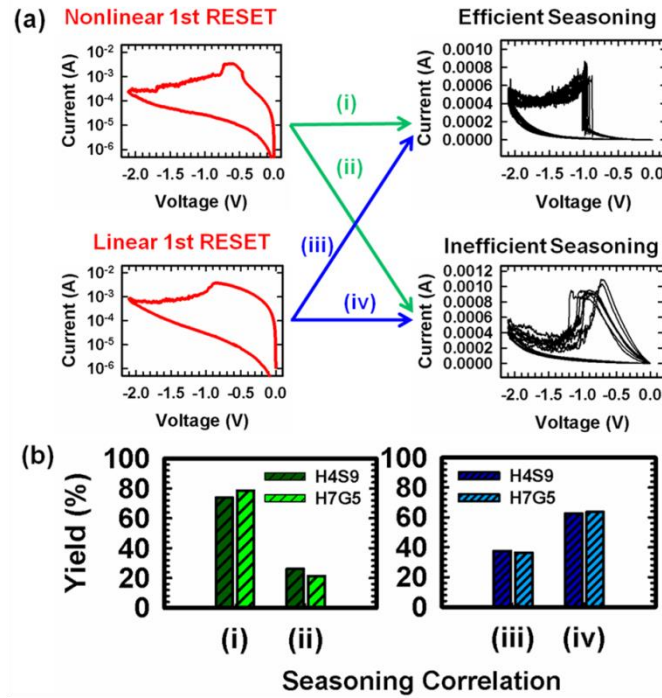 (a)
Nonlinear 1st RESET
Efficient Seasoning
Current (A)
10-2
10-3
10-4
10-5
10-6
-2.0 -1.5 -1.0 -0.5 0.0
Voltage (V)
Current (A)
0.0010
0.0008
0.0006
0.0004
0.0002
0.0000
-2.0 -1.5 -1.0 -0.5 0.0
Voltage (V)
(i)
(ii)
(iii)
(iv)
Linear 1st RESET
Inefficient Seasoning
Current (A)
10-2
10-3
10-4
10-5
10-6
-2.0 -1.5 -1.0 -0.5 0.0
Voltage (V)
Current (A)
0.0012
0.0010
0.0008
0.0006
0.0004
0.0002
0.0000
-2.0 -1.5 -1.0 -0.5 0.0
Voltage (V)
(b)
Yield (%)
100
80
60
40
20
0
H4S9
H7G5
(i) (ii)
100
80
60
40
20
0
H4S9
H7G5
(iii) (iv)
Seasoning Correlation